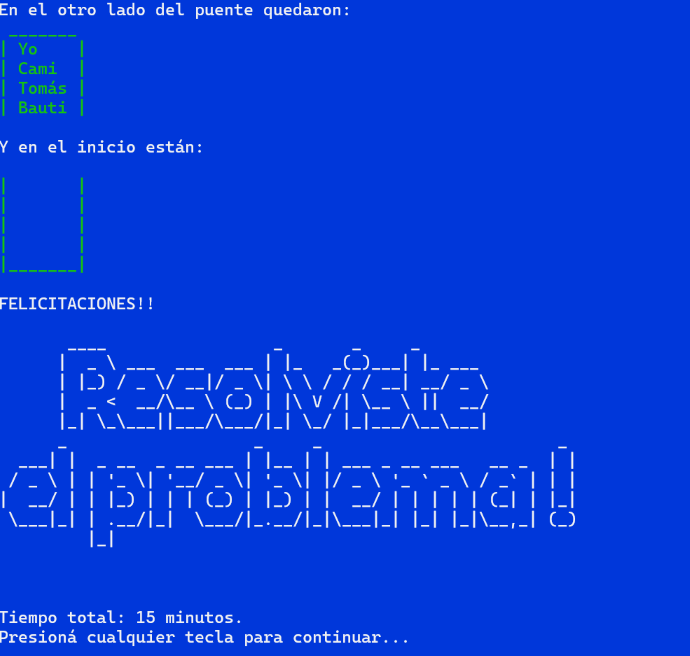 En el otro lado del puente quedaron:
Yo
Cami
Tomás
Bauti
Y en el inicio están:
FELICITACIONES!!
Resolviste
el problema!
Tiempo total: 15 minutos.
Presioná cualquier tecla para continuar...